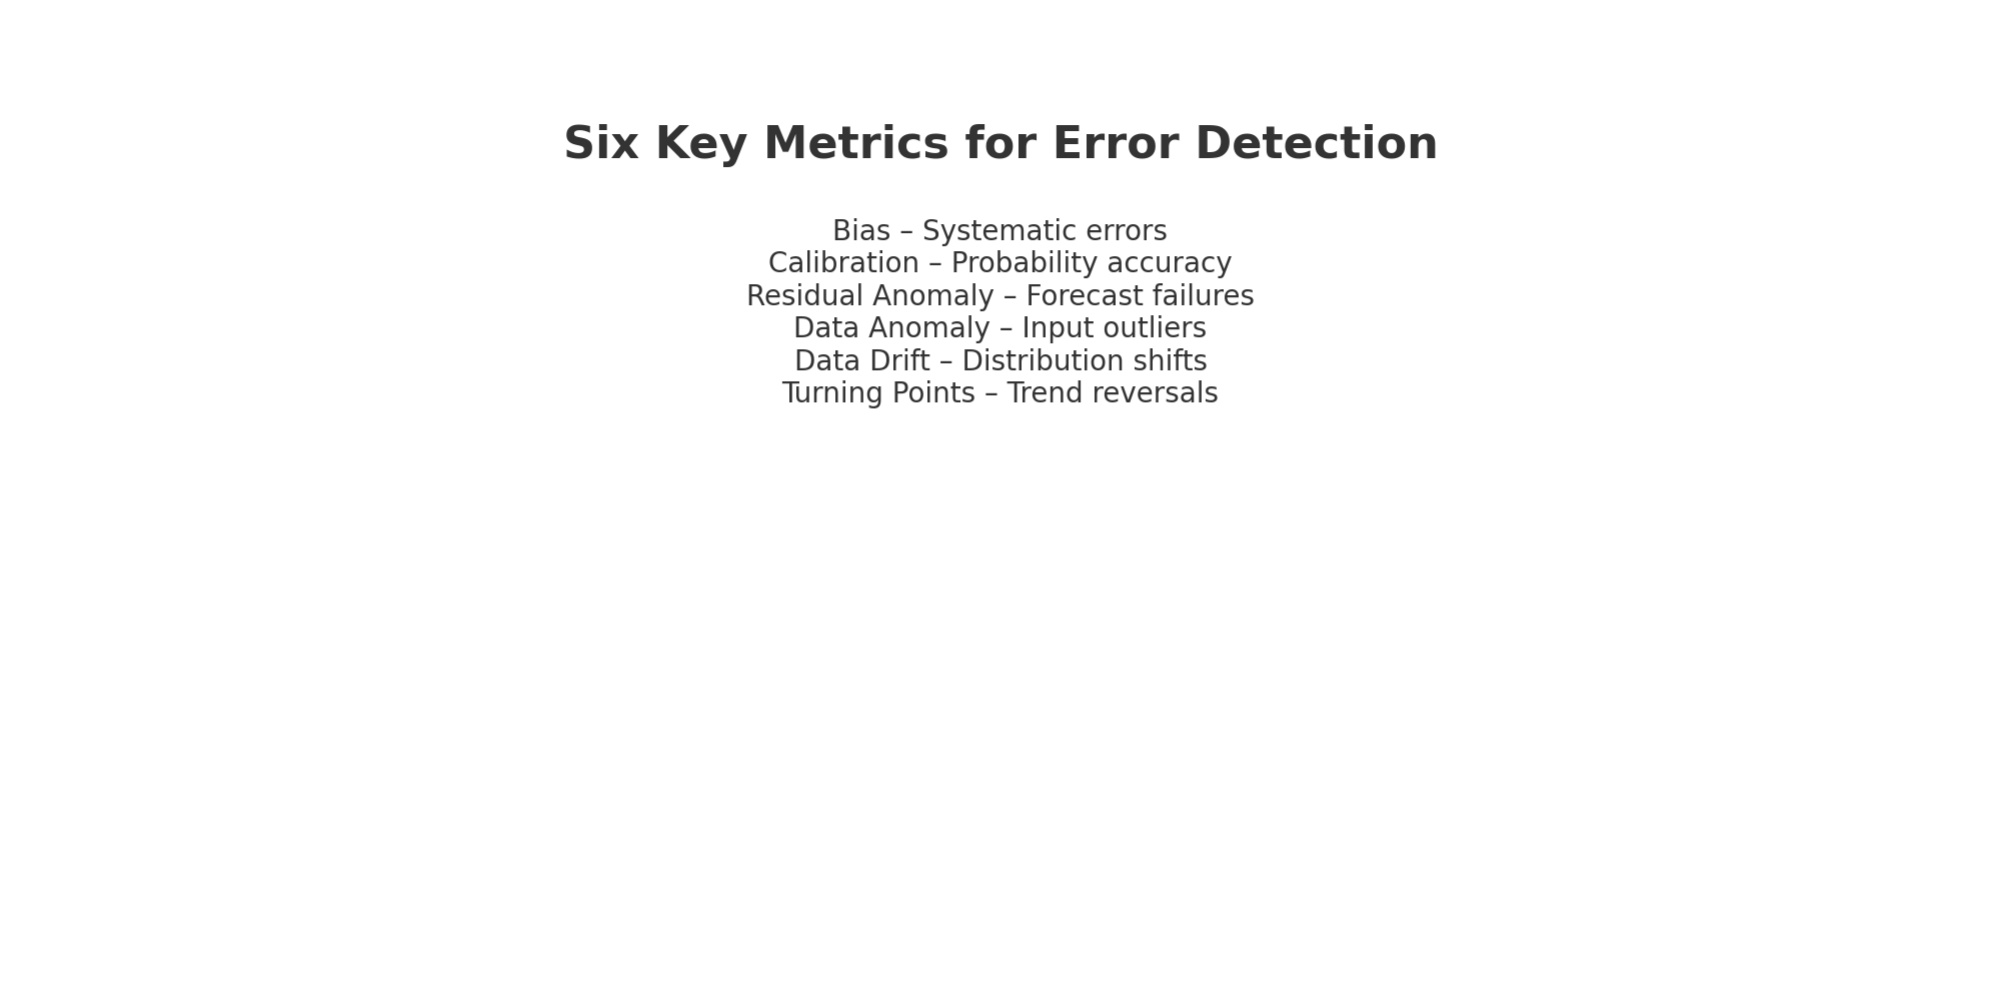 Six Key Metrics for Error Detection
Bias – Systematic errors
Calibration – Probability accuracy
Residual Anomaly – Forecast failures
Data Anomaly – Input outliers
Data Drift – Distribution shifts
Turning Points – Trend reversals